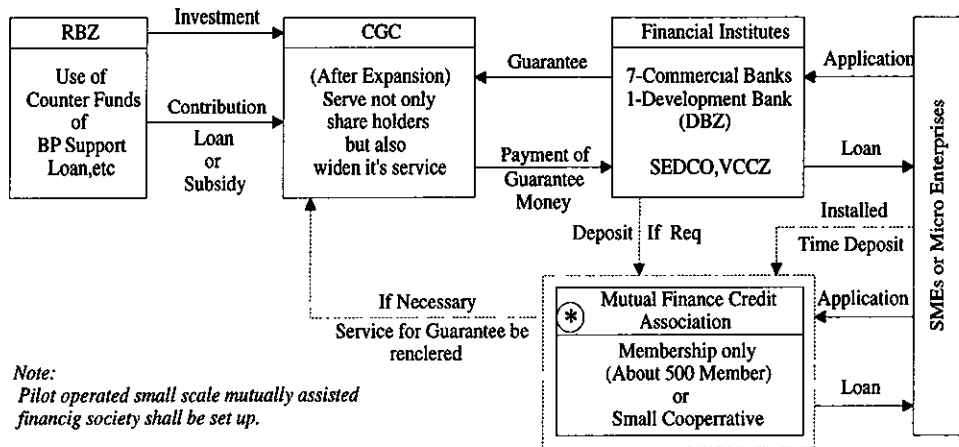 RBZ
Use of
Counter Funds
of
BP Support
Loan,etc
Investment
Contribution
Loan
or
Subsidy
CGC
(After Expansion)
Serve not only
share holders
but also
widen it's service
Guarantee
Payment of
Guarantee
Money
Financial Institutes
7-Commercial Banks
1-Development Bank
(DBZ)
SEDCO,VCCZ
Application
Loan
Deposit If Req
Installed
Time Deposit
SMEs or Micro Enterprises
If Necessary
Service for Guarantee be
renclered
* Mutual Finance Credit
Association
Membership only
(About 500 Member)
or
Small Cooperrative
Application
Loan
Note:
Pilot operated small scale mutually assisted
financig society shall be set up.